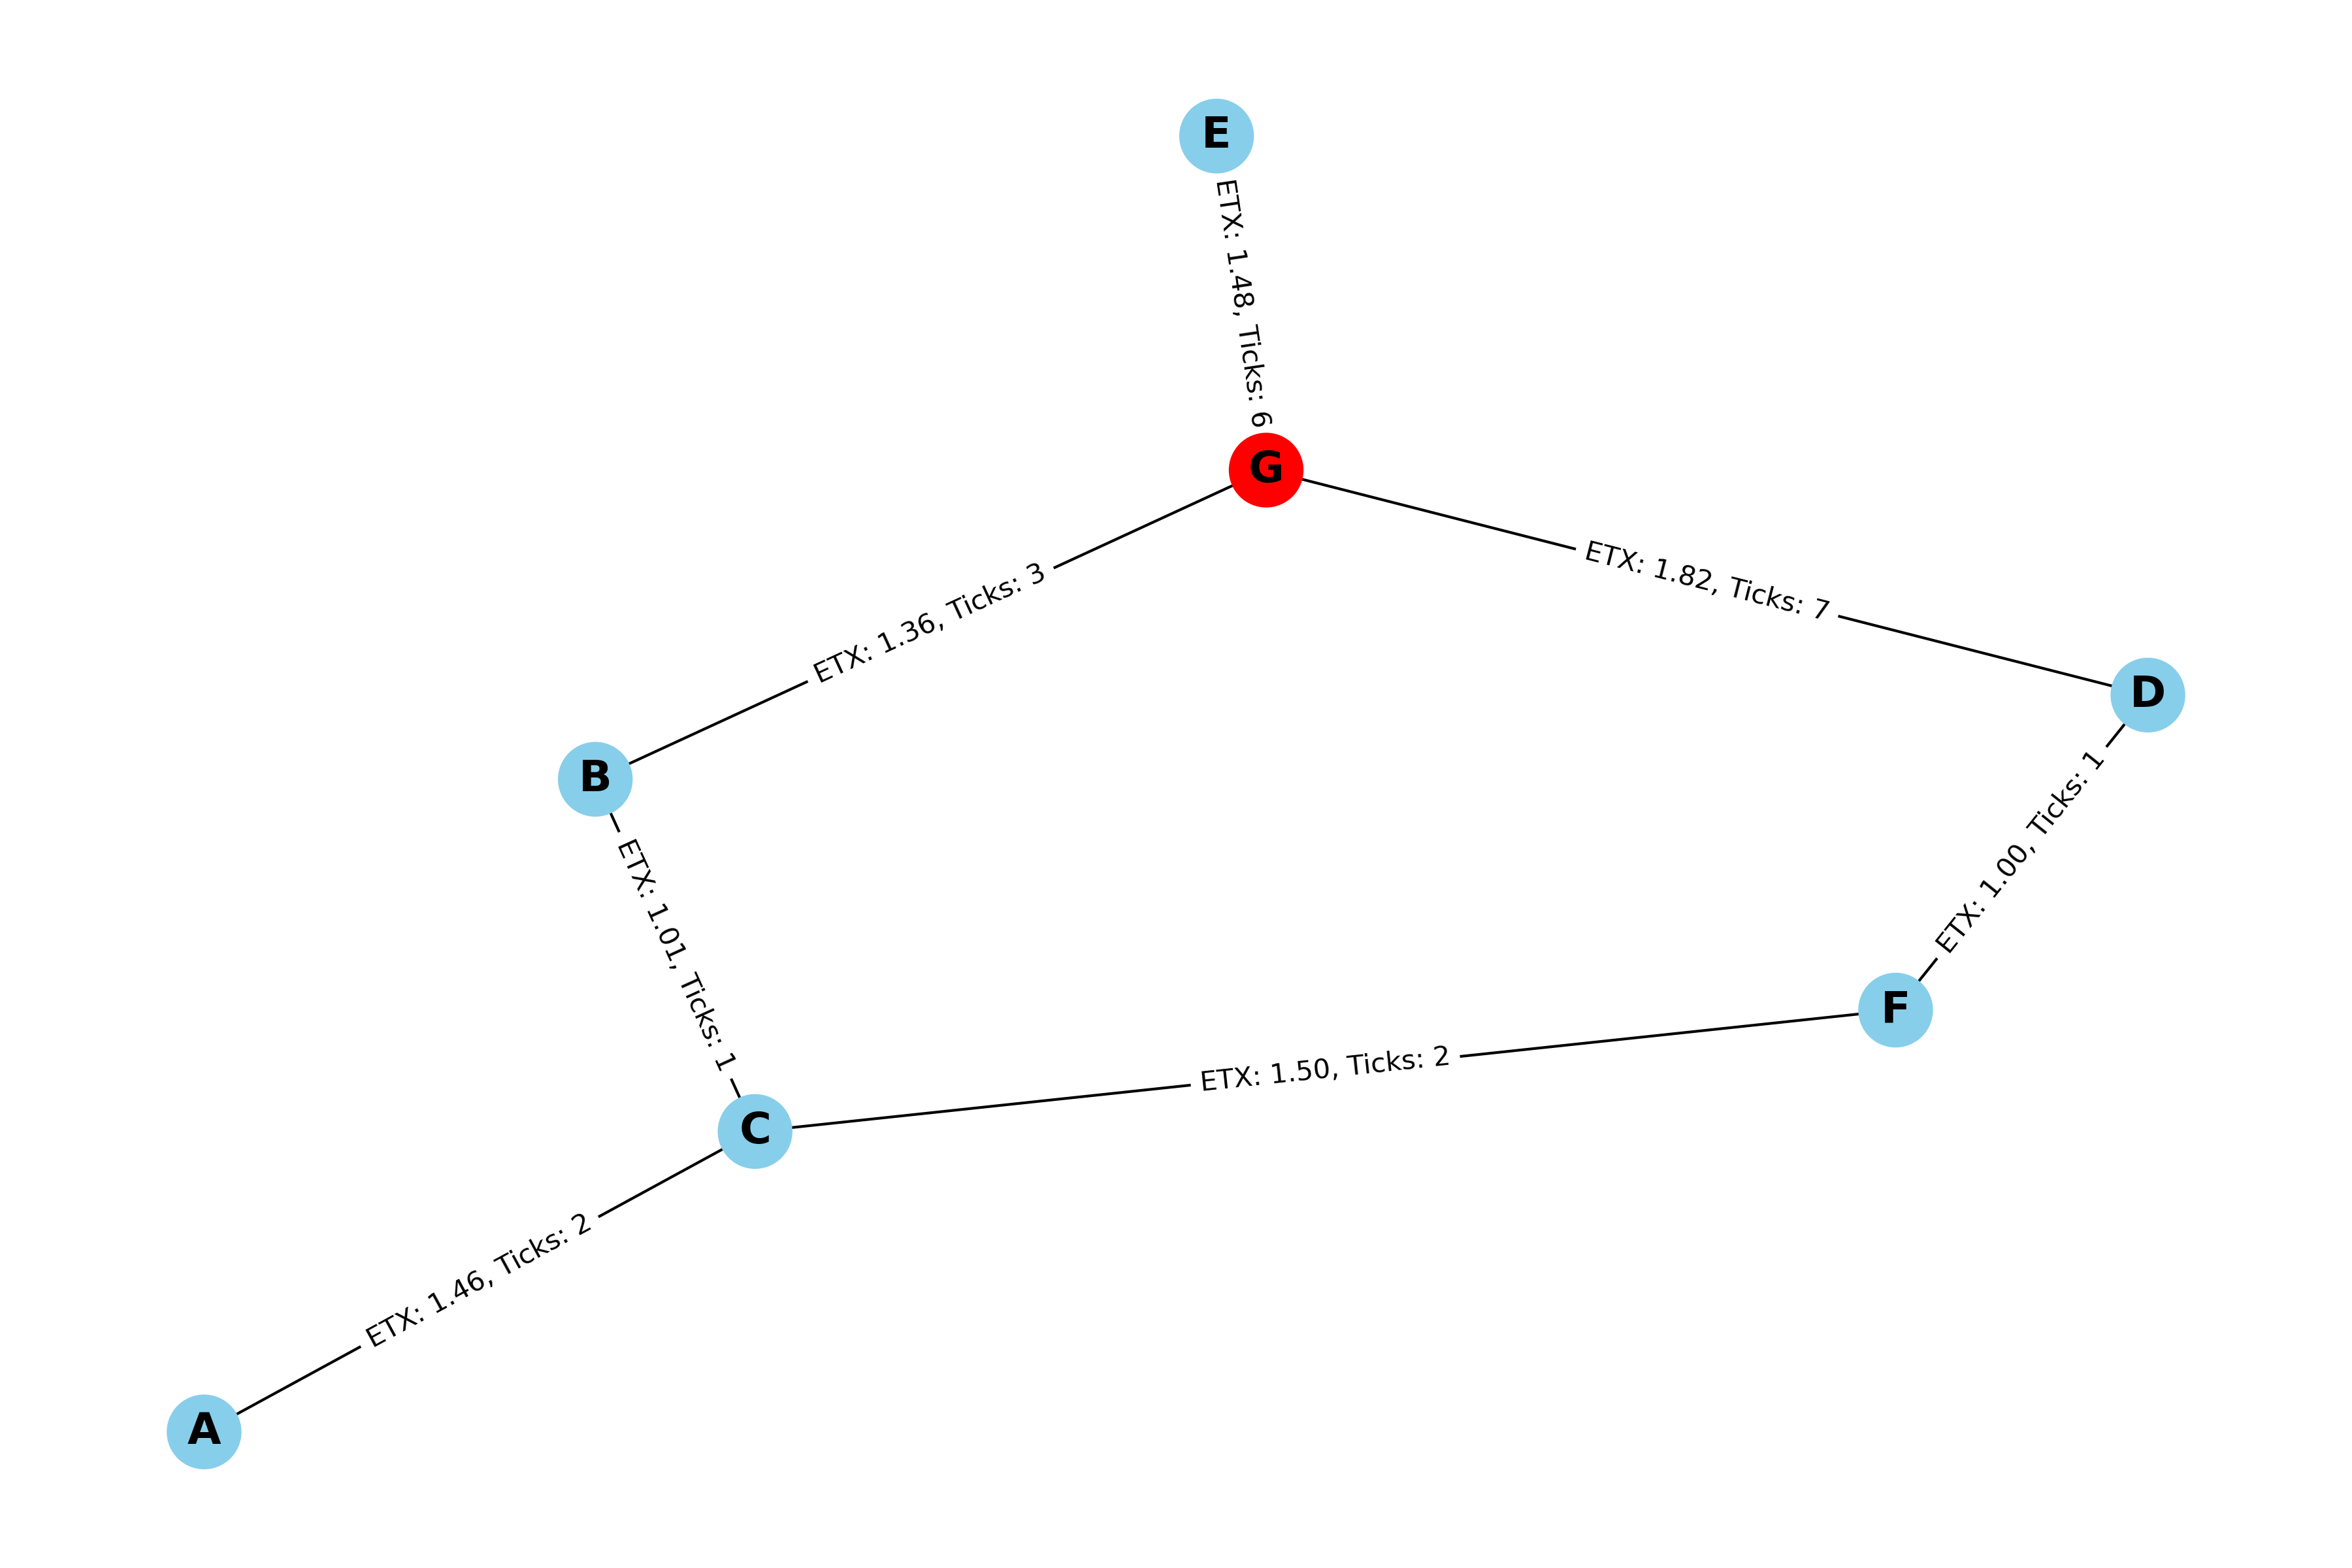 E
ETX: 1.48, Ticks: 6
G
ETX: 1.36, Ticks: 3
ETX: 1.82, Ticks: 7
D
B
ETX: 1.01, Ticks: 1
ETX: 1.00, Ticks: 1
F
ETX: 1.50, Ticks: 2
C
ETX: 1.46, Ticks: 2
A